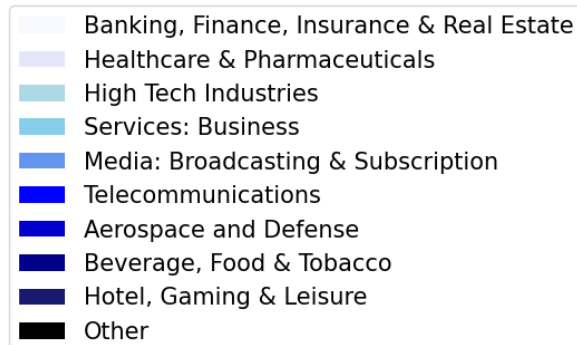 Banking, Finance, Insurance & Real Estate
Healthcare & Pharmaceuticals
High Tech Industries
Services: Business
Media: Broadcasting & Subscription
Telecommunications
Aerospace and Defense
Beverage, Food & Tobacco
Hotel, Gaming & Leisure
Other